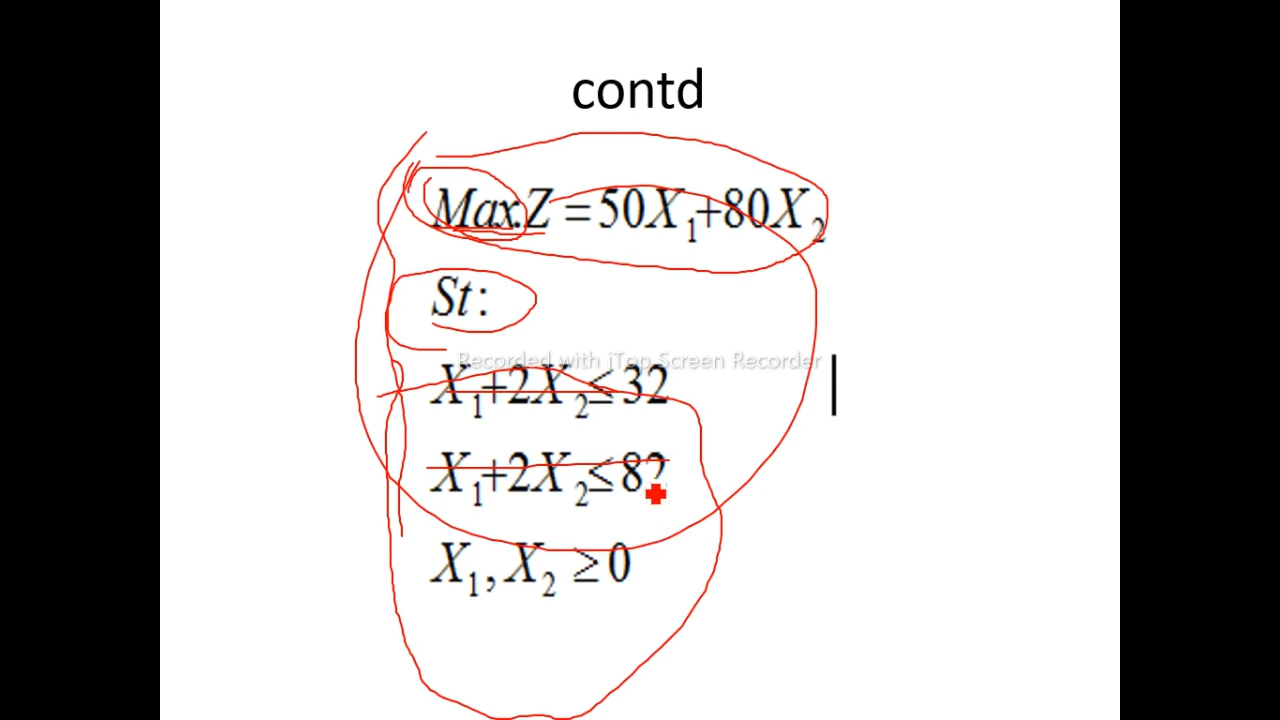 contd
Max.Z = 50X₁+80X₂
St:
Recorded with iTop Screen Recorder
X₁+2X₂≤32
X₁+2X₂≤82
X₁, X₂ ≥0